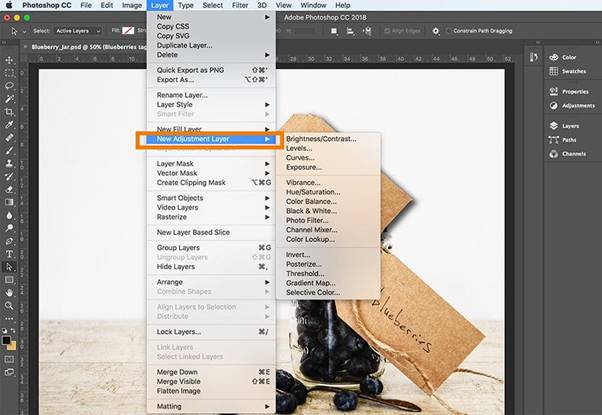 Photoshop CC File Edit Image Layer Type Select Filter 3D View Window Help
Adobe Photoshop CC 2018
Select: Active Layers Fill: Stroke: Constrain Path Dragging
Blueberry_Jar.psd @ 50% (Blueberries tag
New
Copy CSS
Copy SVG
Duplicate Layer...
Delete
Quick Export as PNG ⇧⌘'
Export As... ⌥⇧⌘'
Rename Layer...
Layer Style
Smart Filter
New Fill Layer
New Adjustment Layer
Layer Mask
Vector Mask
Create Clipping Mask ⌥⌘G
Smart Objects
Video Layers
Rasterize
New Layer Based Slice
Group Layers ⌘G
Ungroup Layers ⇧⌘G
Hide Layers ⌘,
Arrange
Combine Shapes
Align Layers to Selection
Distribute
Lock Layers... ⌘/
Link Layers
Select Linked Layers
Merge Down ⌘E
Merge Visible ⇧⌘E
Flatten Image
Matting
Brightness/Contrast...
Levels...
Curves...
Exposure...
Vibrance...
Hue/Saturation...
Color Balance...
Black & White...
Photo Filter...
Channel Mixer...
Color Lookup...
Invert...
Posterize...
Threshold...
Gradient Map...
Selective Color...
Color
Swatches
Properties
Adjustments
Layers
Paths
Channels
blueberries